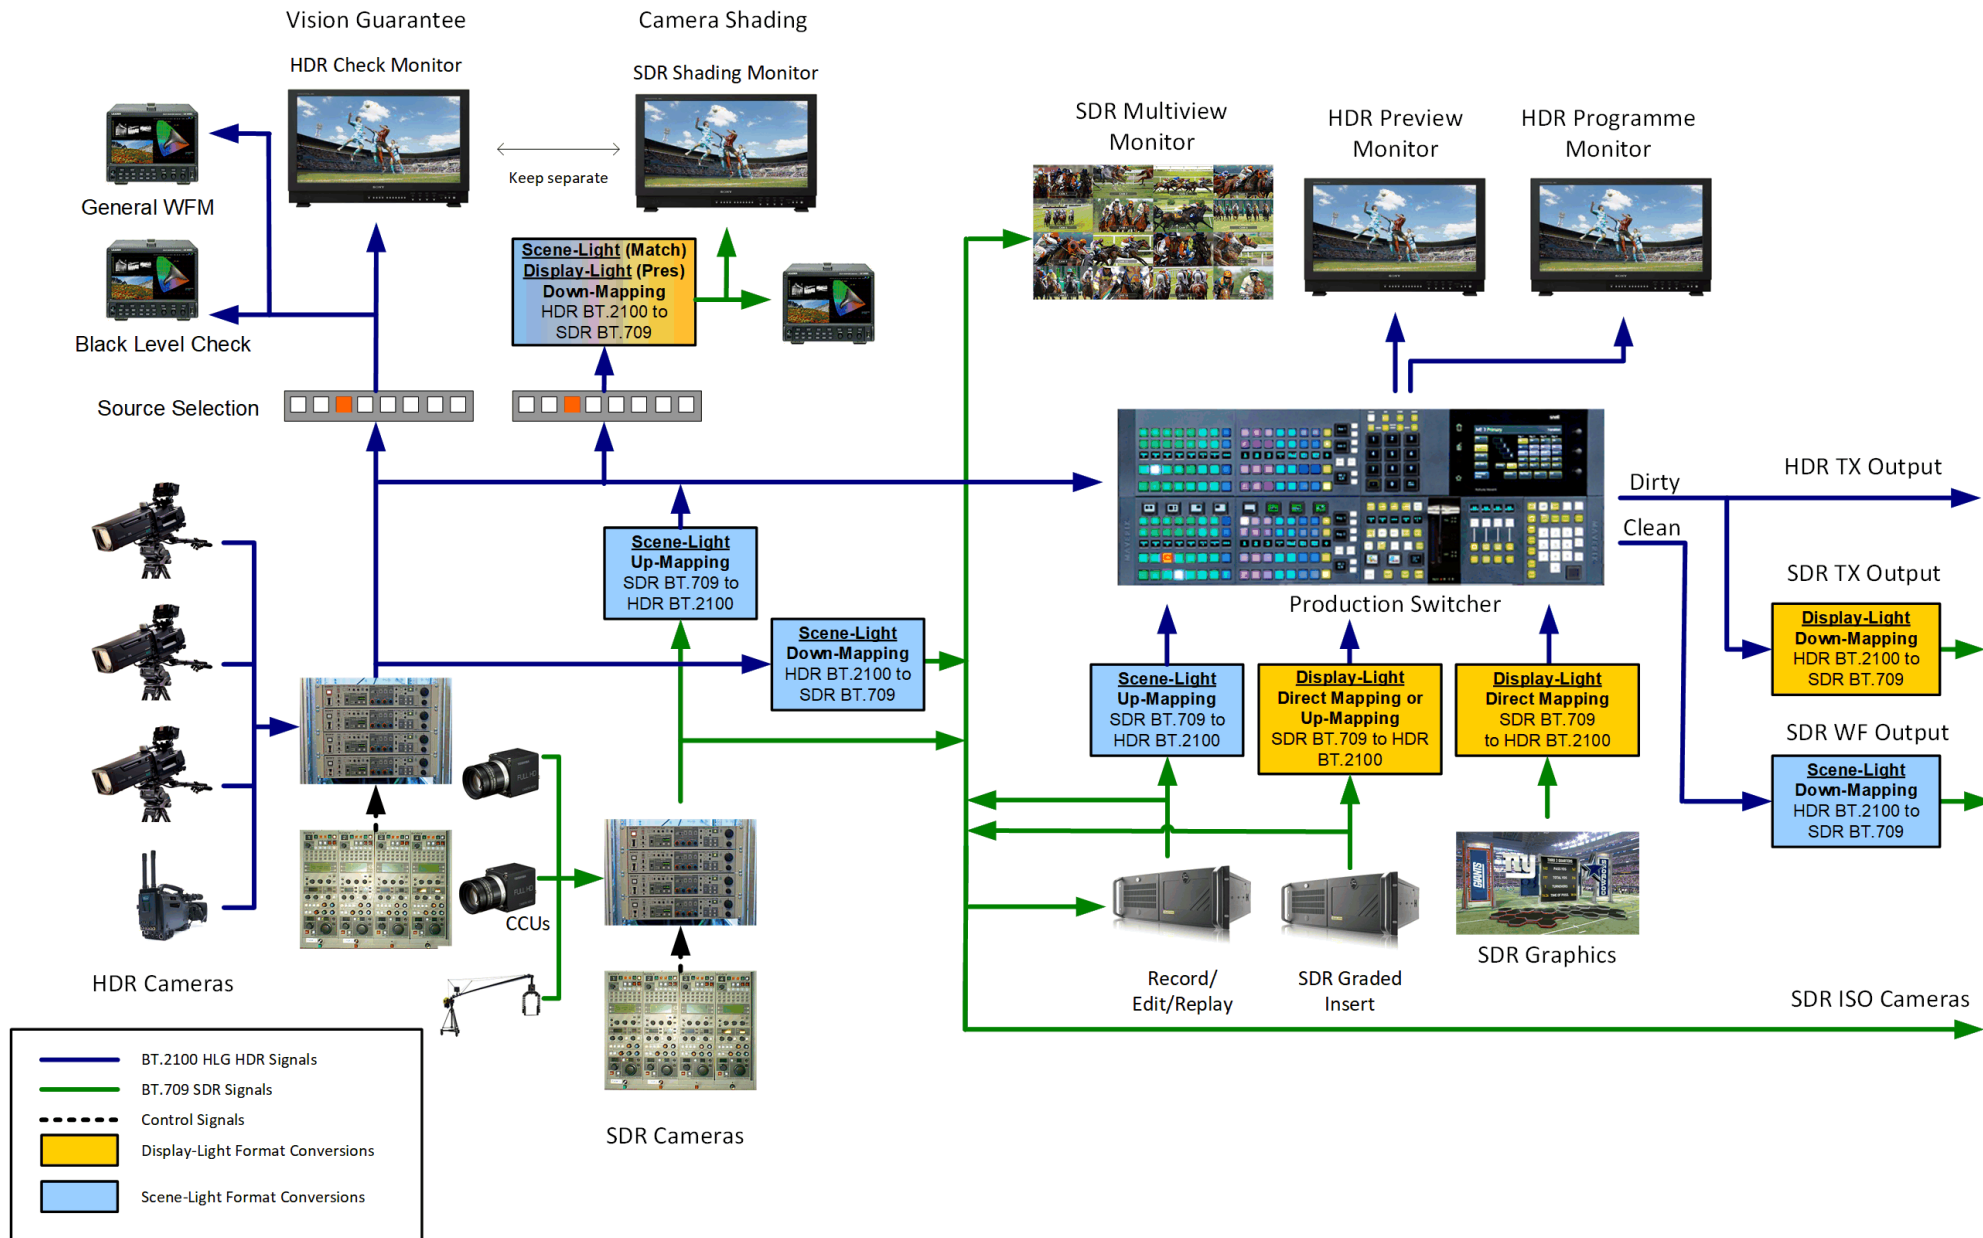 Vision Guarantee
HDR Check Monitor
Camera Shading
SDR Shading Monitor
Keep separate
General WFM
Black Level Check
Source Selection
Scene-Light (Match)
Display-Light (Pres)
Down-Mapping
HDR BT.2100 to
SDR BT.709
SDR Multiview
Monitor
HDR Preview
Monitor
HDR Programme
Monitor
Scene-Light
Up-Mapping
SDR BT.709 to
HDR BT.2100
Scene-Light
Down-Mapping
HDR BT.2100 to
SDR BT.709
Production Switcher
Dirty
Clean
HDR TX Output
SDR TX Output
Display-Light
Down-Mapping
HDR BT.2100 to
SDR BT.709
SDR WF Output
Scene-Light
Down-Mapping
HDR BT.2100 to
SDR BT.709
Scene-Light
Up-Mapping
SDR BT.709 to
HDR BT.2100
Display-Light
Direct Mapping or
Up-Mapping
SDR BT.709 to HDR
BT.2100
Display-Light
Direct Mapping
SDR BT.709
to HDR BT.2100
HDR Cameras
FULL HD
FULL HD
CCUs
SDR Cameras
Record/
Edit/Replay
SDR Graded
Insert
GIANTS
SDR Graphics
SDR ISO Cameras
BT.2100 HLG HDR Signals
BT.709 SDR Signals
Control Signals
Display-Light Format Conversions
Scene-Light Format Conversions